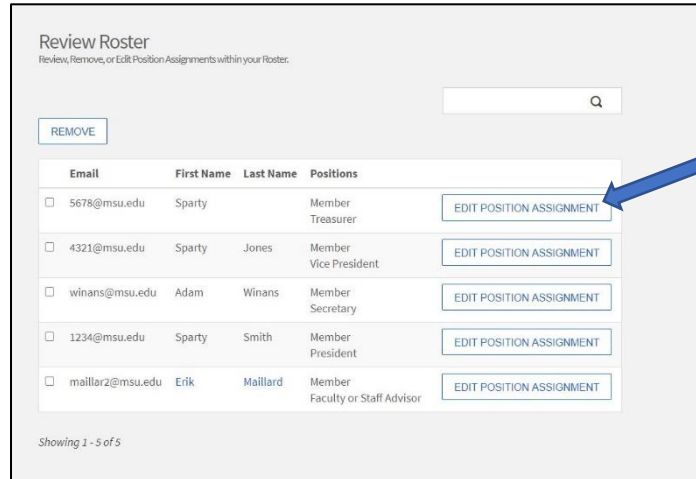 Review Roster
Review, Remove, or Edit Position Assignments within your Roster.
REMOVE
Email First Name Last Name Positions
5678@msu.edu Sparty Member
Treasurer
EDIT POSITION ASSIGNMENT
4321@msu.edu Sparty Jones Member
Vice President
EDIT POSITION ASSIGNMENT
winans@msu.edu Adam Winans Member
Secretary
EDIT POSITION ASSIGNMENT
1234@msu.edu Sparty Smith Member
President
EDIT POSITION ASSIGNMENT
maillar2@msu.edu Erik Maillard Member
Faculty or Staff Advisor
EDIT POSITION ASSIGNMENT
Showing 1 - 5 of 5